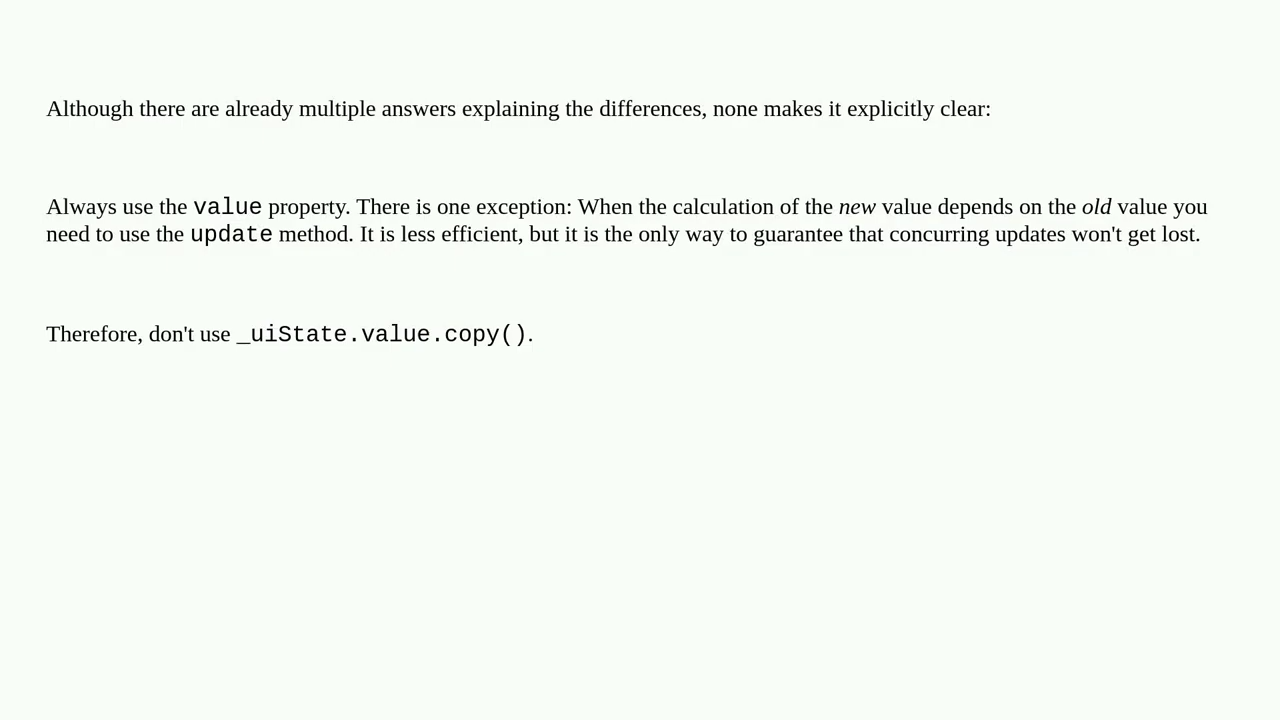 Although there are already multiple answers explaining the differences, none makes it explicitly clear:
Always use the value property. There is one exception: When the calculation of the new value depends on the old value you
need to use the update method. It is less efficient, but it is the only way to guarantee that concurring updates won't get lost.
Therefore, don't use _uiState.value.copy().